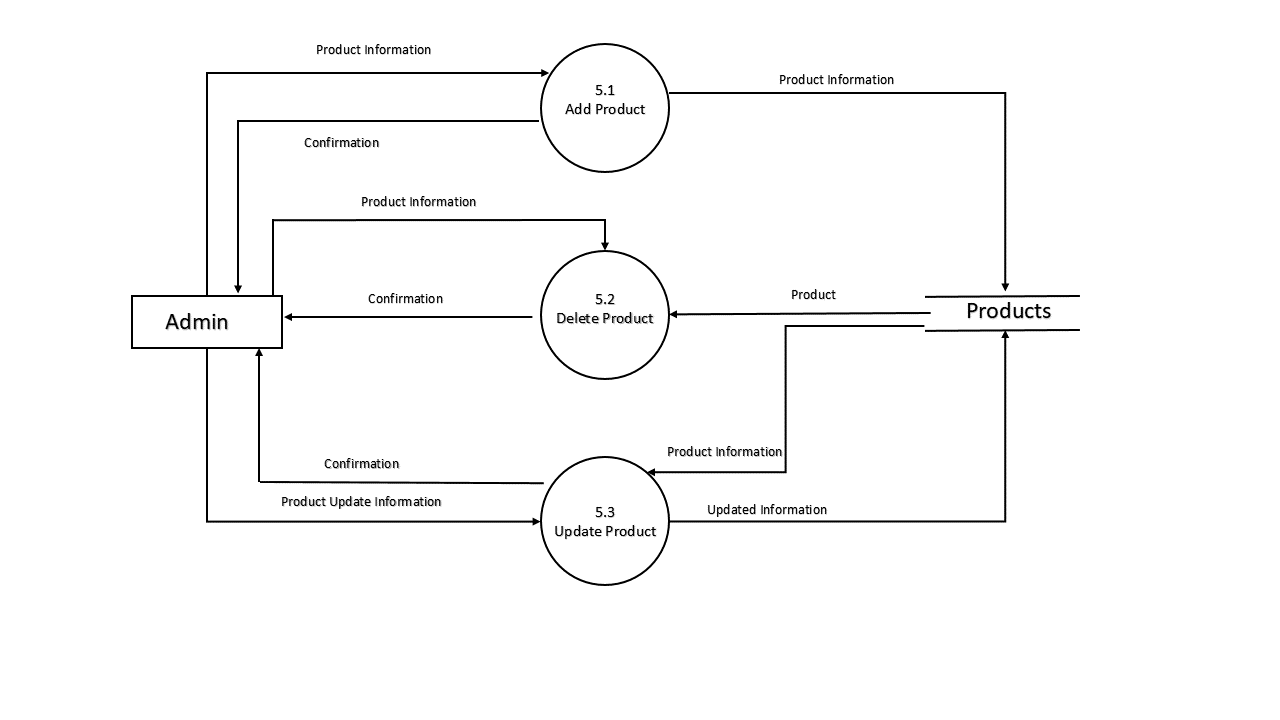 Product Information
Product Information
5.1
Add Product
Confirmation
Product Information
Confirmation
5.2
Delete Product
Product
Admin
Products
Confirmation
Product Information
Product Update Information
5.3
Update Product
Updated Information